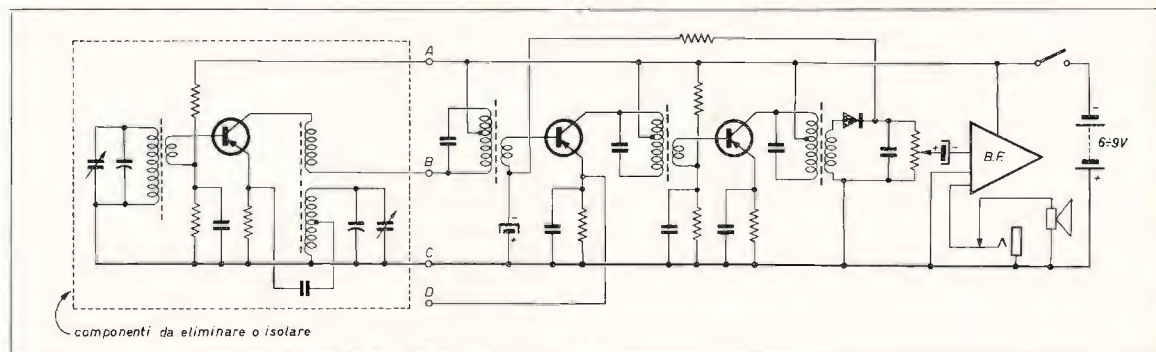 A
B
C
D
componenti da eliminare o isolare
- +
- +
B.F.
-
6÷9V
+